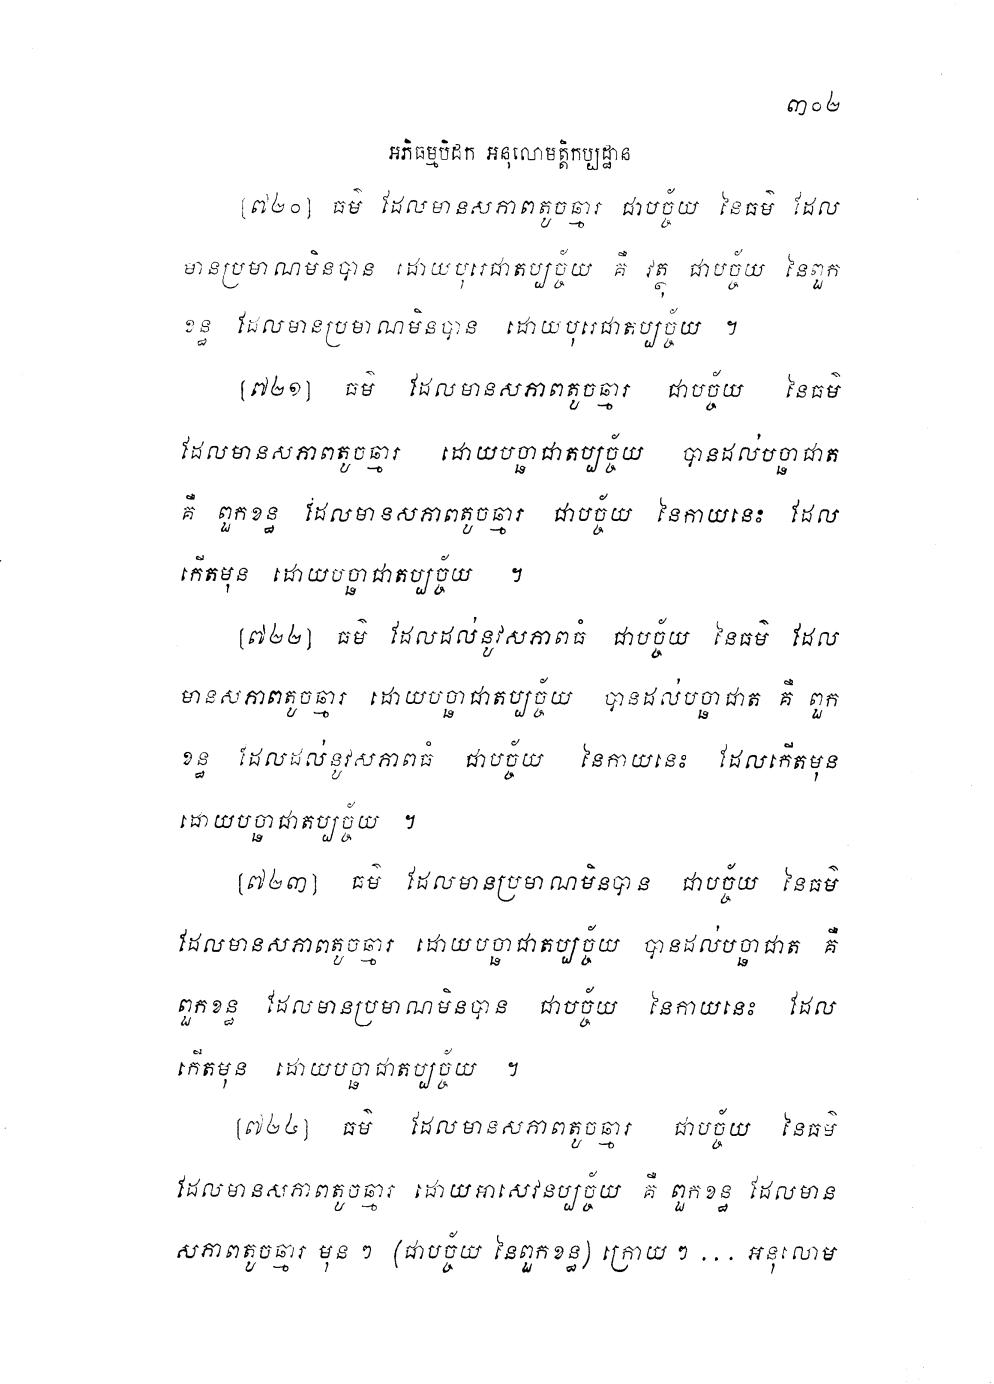 ៣០២
អភិធម្មបិដក អនុលោមត្តិកប្បដ្ឋាន
[៧២០] ធម៌ ដែលមានសភាពតូចឆ្មារ ជាបច្ច័យ នៃធម៌ ដែល
មានប្រមាណមិនបាន ដោយបុរេជាតប្បច្ច័យ គឺ វត្ថុ ជាបច្ច័យ នៃពួក
ខន្ធ ដែលមានប្រមាណមិនបាន ដោយបុរេជាតប្បច្ច័យ ។
[៧២១] ធម៌ ដែលមានសភាពតូចឆ្មារ ជាបច្ច័យ នៃធម៌
ដែលមានសភាពតូចឆ្មារ ដោយបច្ឆាជាតប្បច្ច័យ បានដល់បច្ឆាជាត
គឺ ពួកខន្ធ ដែលមានសភាពតូចឆ្មារ ជាបច្ច័យ នៃកាយនេះ ដែល
កើតមុន ដោយបច្ឆាជាតប្បច្ច័យ ។
[៧២២] ធម៌ ដែលដល់នូវសភាពធំ ជាបច្ច័យ នៃធម៌ ដែល
មានសភាពតូចឆ្មារ ដោយបច្ឆាជាតប្បច្ច័យ បានដល់បច្ឆាជាត គឺ ពួក
ខន្ធ ដែលដល់នូវសភាពធំ ជាបច្ច័យ នៃកាយនេះ ដែលកើតមុន
ដោយបច្ឆាជាតប្បច្ច័យ ។
[៧២៣] ធម៌ ដែលមានប្រមាណមិនបាន ជាបច្ច័យ នៃធម៌
ដែលមានសភាពតូចឆ្មារ ដោយបច្ឆាជាតប្បច្ច័យ បានដល់បច្ឆាជាត គឺ
ពួកខន្ធ ដែលមានប្រមាណមិនបាន ជាបច្ច័យ នៃកាយនេះ ដែល
កើតមុន ដោយបច្ឆាជាតប្បច្ច័យ ។
[៧២៤] ធម៌ ដែលមានសភាពតូចឆ្មារ ជាបច្ច័យ នៃធម៌
ដែលមានសភាពតូចឆ្មារ ដោយអាសេវនប្បច្ច័យ គឺ ពួកខន្ធ ដែលមាន
សភាពតូចឆ្មារ មុន ៗ (ជាបច្ច័យ នៃពួកខន្ធ) ក្រោយ ៗ ... អនុលោម